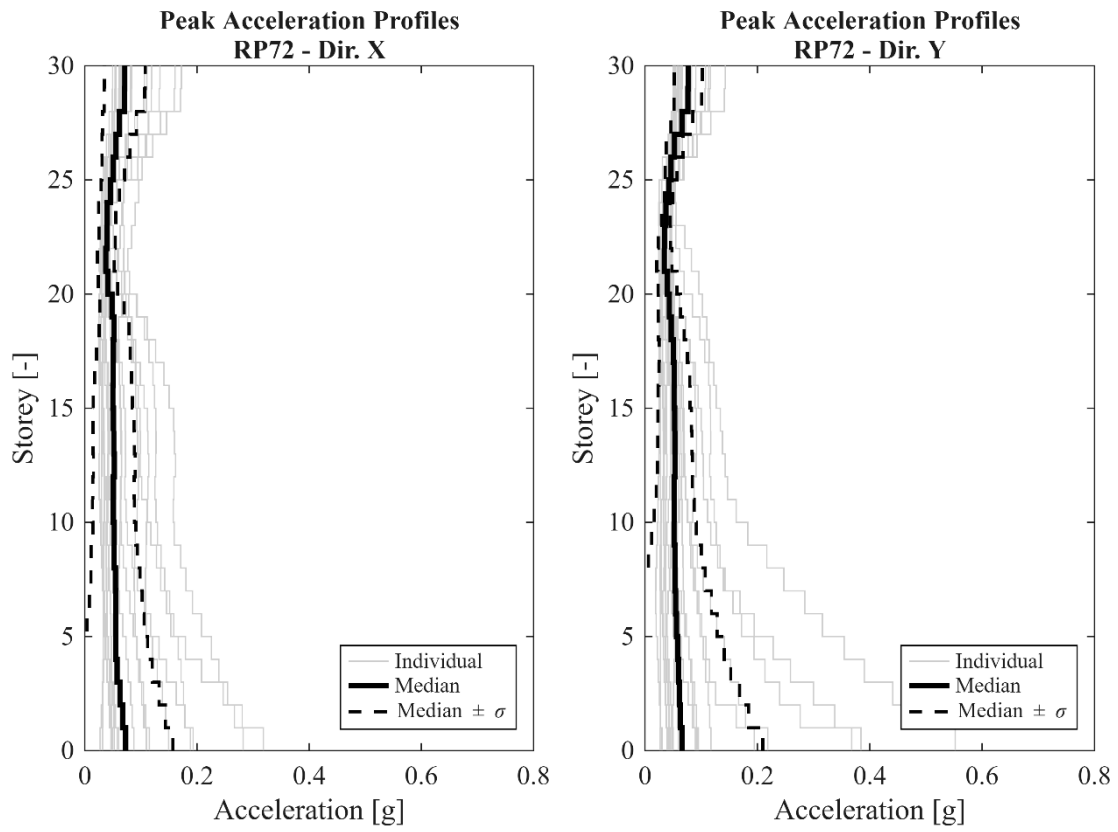 Peak Acceleration Profiles
RP72 - Dir. X
30
25
20
15
10
5
0
Storey [-]
Individual
Median
Median ± σ
0 0.2 0.4 0.6 0.8
Acceleration [g]
Peak Acceleration Profiles
RP72 - Dir. Y
30
25
20
15
10
5
0
Storey [-]
Individual
Median
Median ± σ
0 0.2 0.4 0.6 0.8
Acceleration [g]